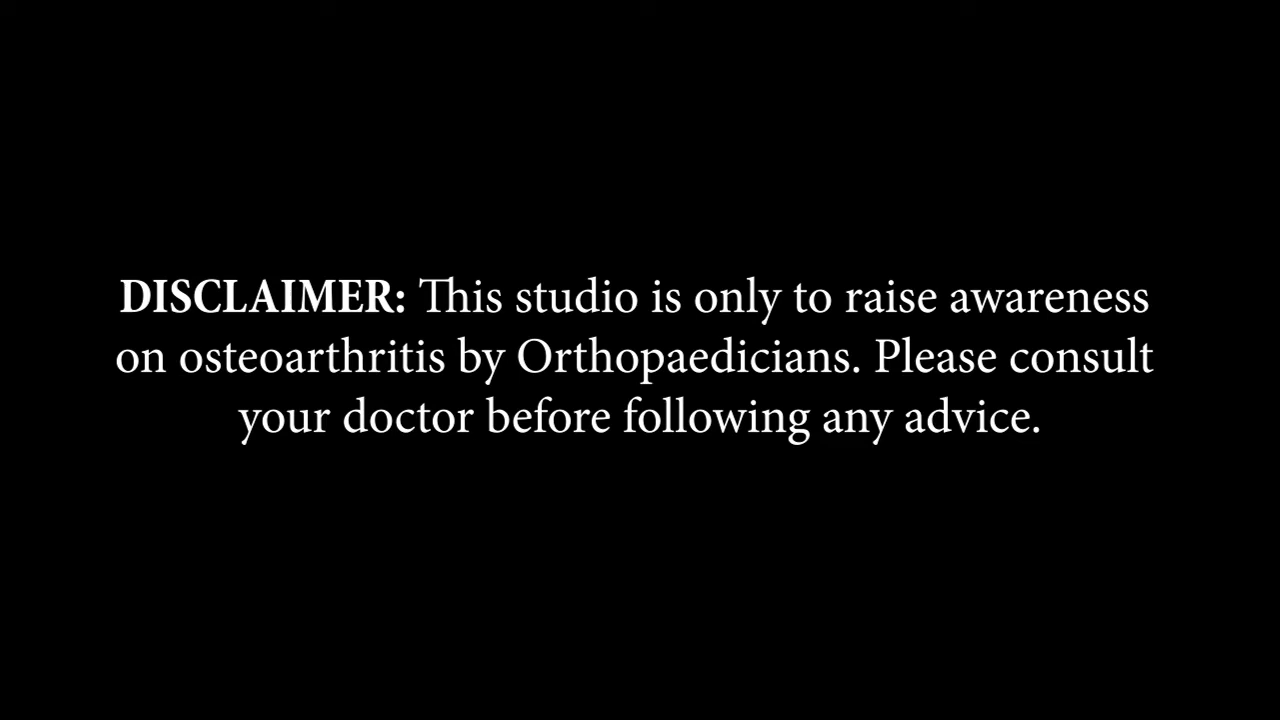 DISCLAIMER: This studio is only to raise awareness
on osteoarthritis by Orthopaedicians. Please consult
your doctor before following any advice.